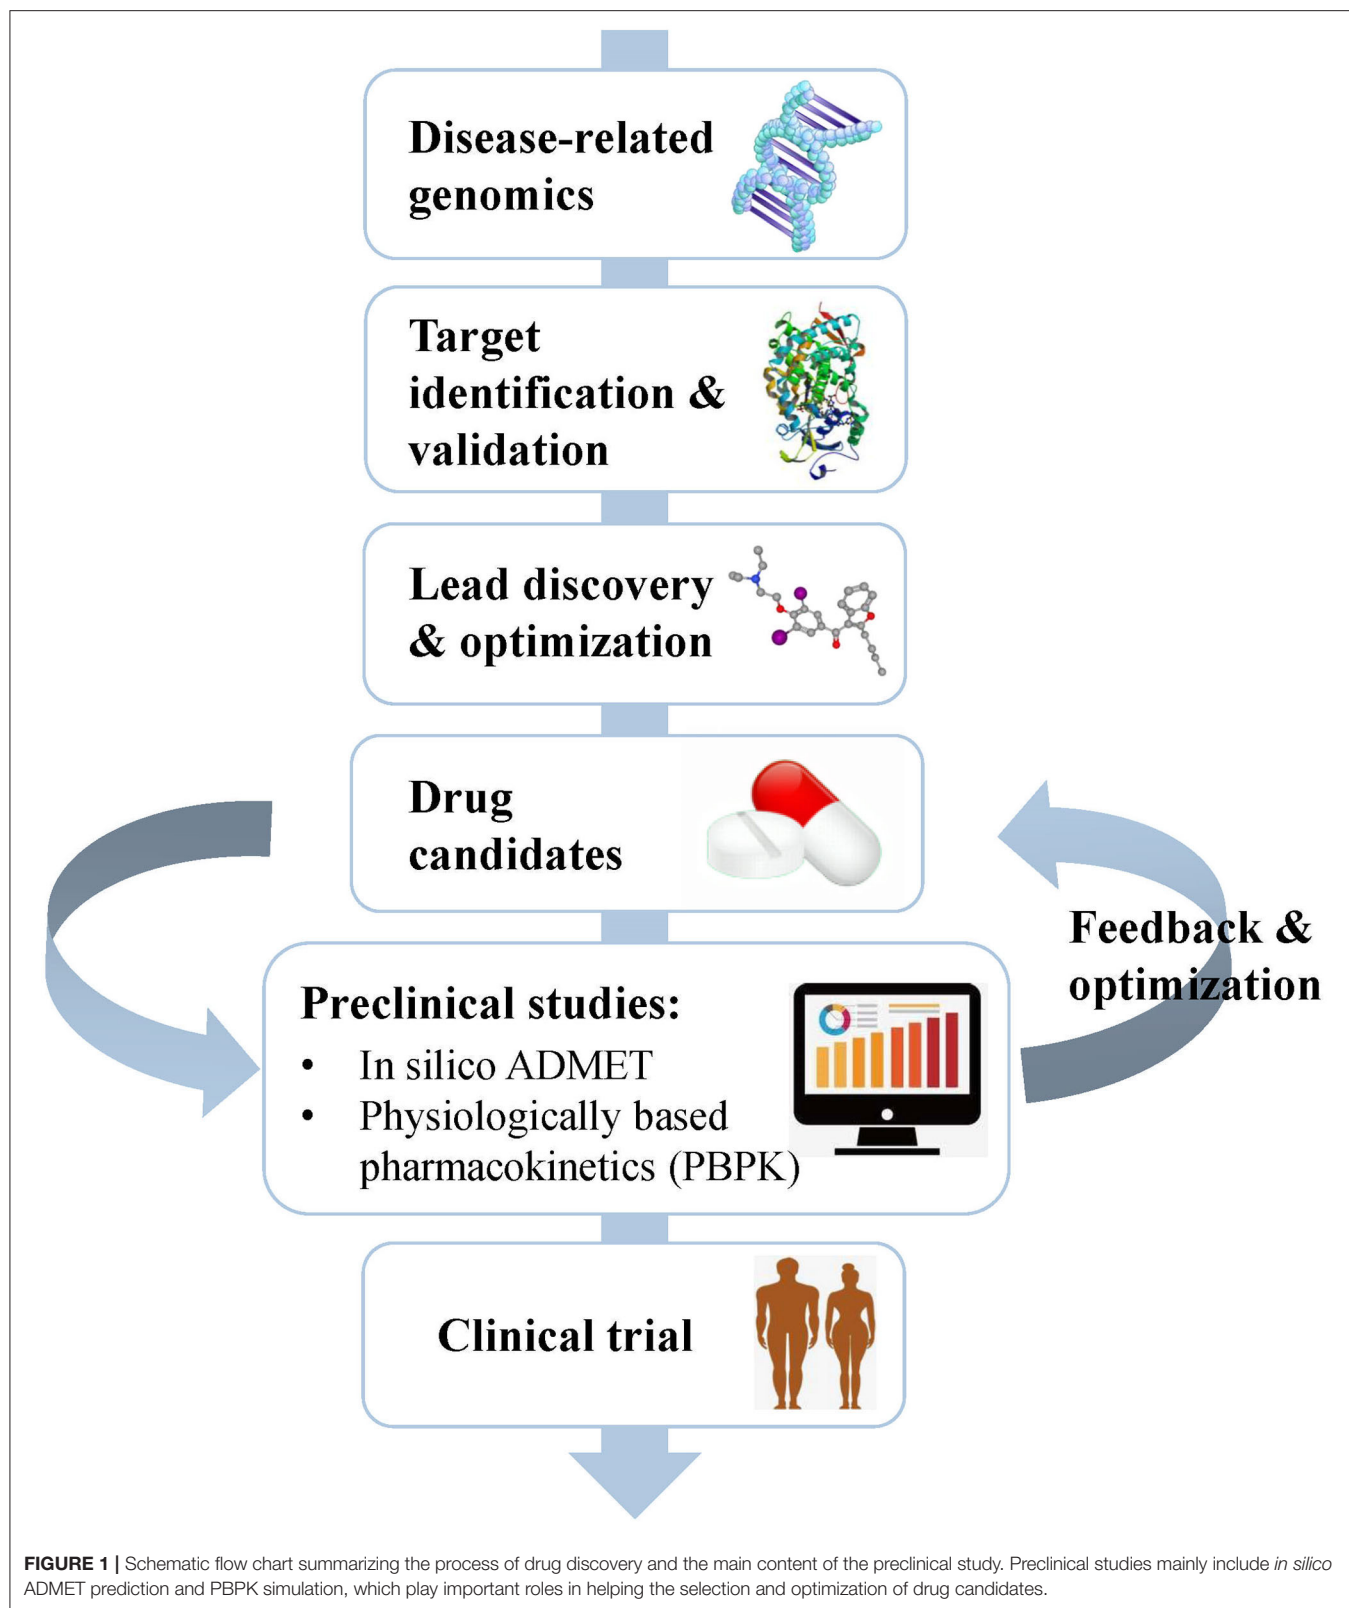 Disease-related
genomics
Target
identification &
validation
Lead discovery
& optimization
Drug
candidates
Feedback &
optimization
Preclinical studies:
• In silico ADMET
• Physiologically based
pharmacokinetics (PBPK)
Clinical trial
FIGURE 1 | Schematic flow chart summarizing the process of drug discovery and the main content of the preclinical study. Preclinical studies mainly include in silico
ADMET prediction and PBPK simulation, which play important roles in helping the selection and optimization of drug candidates.